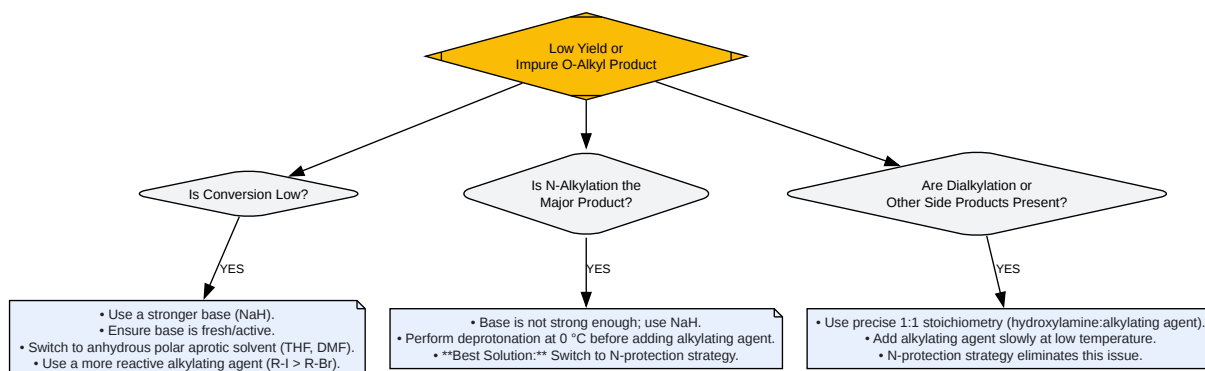 Low Yield or
Impure O-Alkyl Product
Is Conversion Low?
Is N-Alkylation the
Major Product?
Are Dialkylation or
Other Side Products Present?
YES
YES
YES
• Use a stronger base (NaH).
• Ensure base is fresh/active.
• Switch to anhydrous polar aprotic solvent (THF, DMF).
• Use a more reactive alkylating agent (R-I > R-Br).
• Base is not strong enough; use NaH.
• Perform deprotonation at 0 °C before adding alkylating agent.
• **Best Solution:** Switch to N-protection strategy.
• Use precise 1:1 stoichiometry (hydroxylamine:alkylating agent).
• Add alkylating agent slowly at low temperature.
• N-protection strategy eliminates this issue.